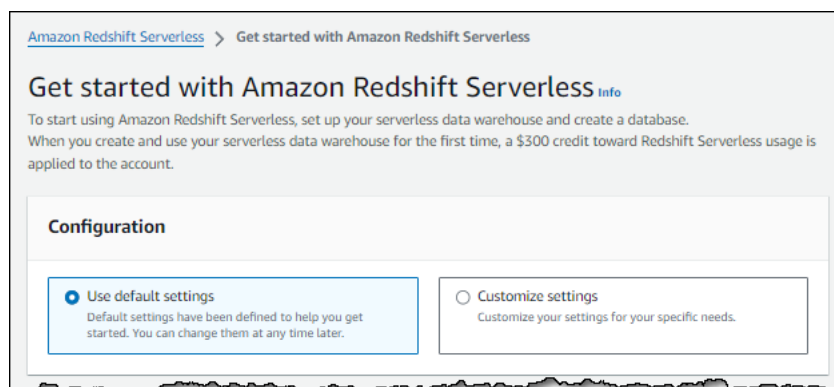 Amazon Redshift Serverless > Get started with Amazon Redshift Serverless
Get started with Amazon Redshift Serverless Info
To start using Amazon Redshift Serverless, set up your serverless data warehouse and create a database.
When you create and use your serverless data warehouse for the first time, a $300 credit toward Redshift Serverless usage is
applied to the account.
Configuration
Use default settings
Default settings have been defined to help you get
started. You can change them at any time later.
Customize settings
Customize your settings for your specific needs.